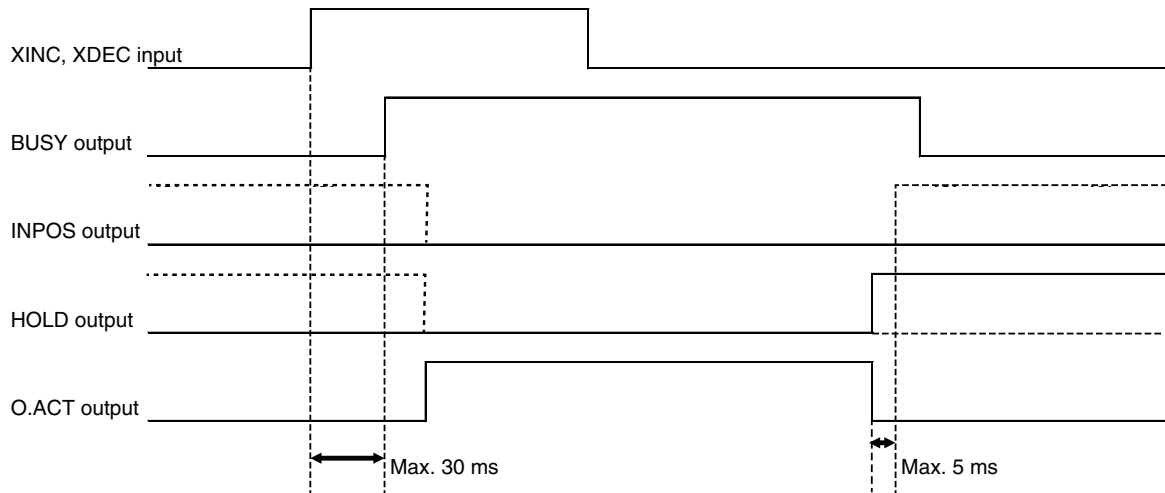 XINC, XDEC input
BUSY output
INPOS output
HOLD output
O.ACT output
Max. 30 ms
Max. 5 ms